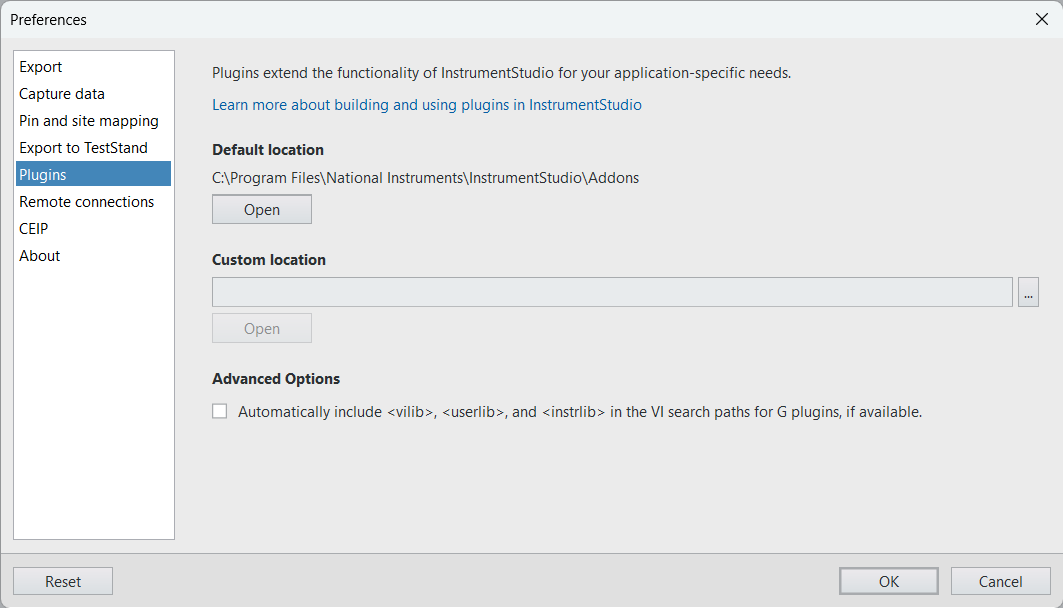 Preferences
Export
Capture data
Pin and site mapping
Export to TestStand
Plugins
Remote connections
CEIP
About
Plugins extend the functionality of InstrumentStudio for your application-specific needs.
Learn more about building and using plugins in InstrumentStudio
Default location
C:\Program Files\National Instruments\InstrumentStudio\Addons
Open
Custom location
...
Open
Advanced Options
Automatically include <vilib>, <userlib>, and <instrlib> in the VI search paths for G plugins, if available.
Reset
OK
Cancel